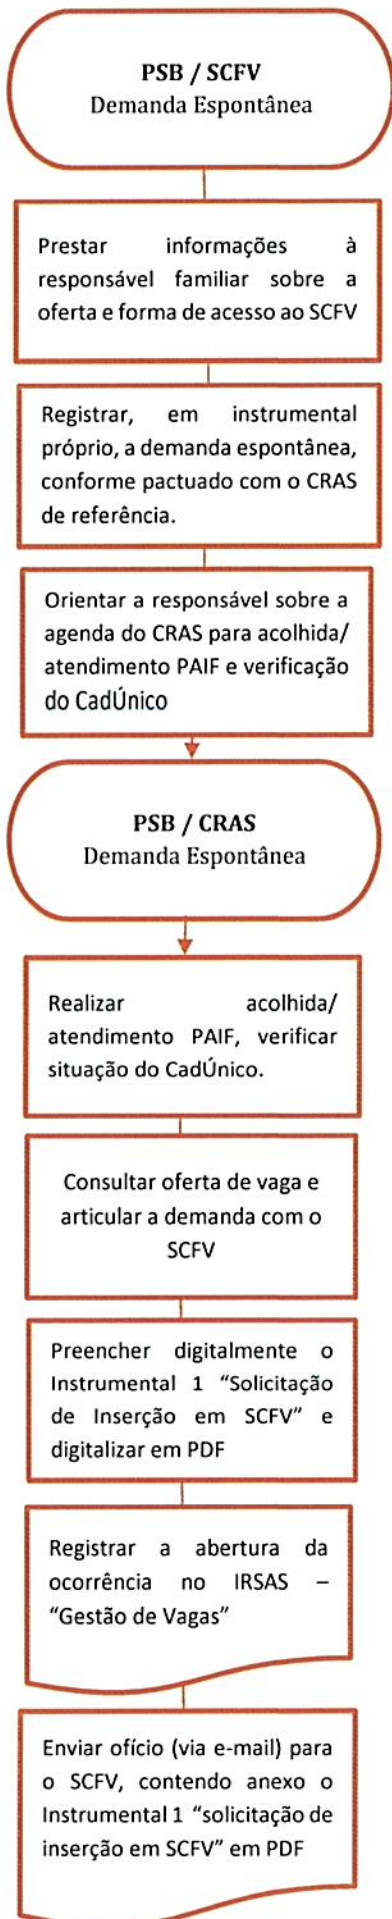 PSB / SCFV
Demanda Espontânea
Prestar informações à
responsável familiar sobre a
oferta e forma de acesso ao SCFV
Registrar, em instrumental
próprio, a demanda espontânea,
conforme pactuado com o CRAS
de referência.
Orientar a responsável sobre a
agenda do CRAS para acolhida/
atendimento PAIF e verificação
do CadÚnico
PSB / CRAS
Demanda Espontânea
Realizar acolhida/
atendimento PAIF, verificar
situação do CadÚnico.
Consultar oferta de vaga e
articular a demanda com o
SCFV
Preencher digitalmente o
Instrumental 1 “Solicitação
de Inserção em SCFV” e
digitalizar em PDF
Registrar a abertura da
ocorrência no IRSAS –
“Gestão de Vagas”
Enviar ofício (via e-mail) para
o SCFV, contendo anexo o
Instrumental 1 “solicitação de
inserção em SCFV” em PDF